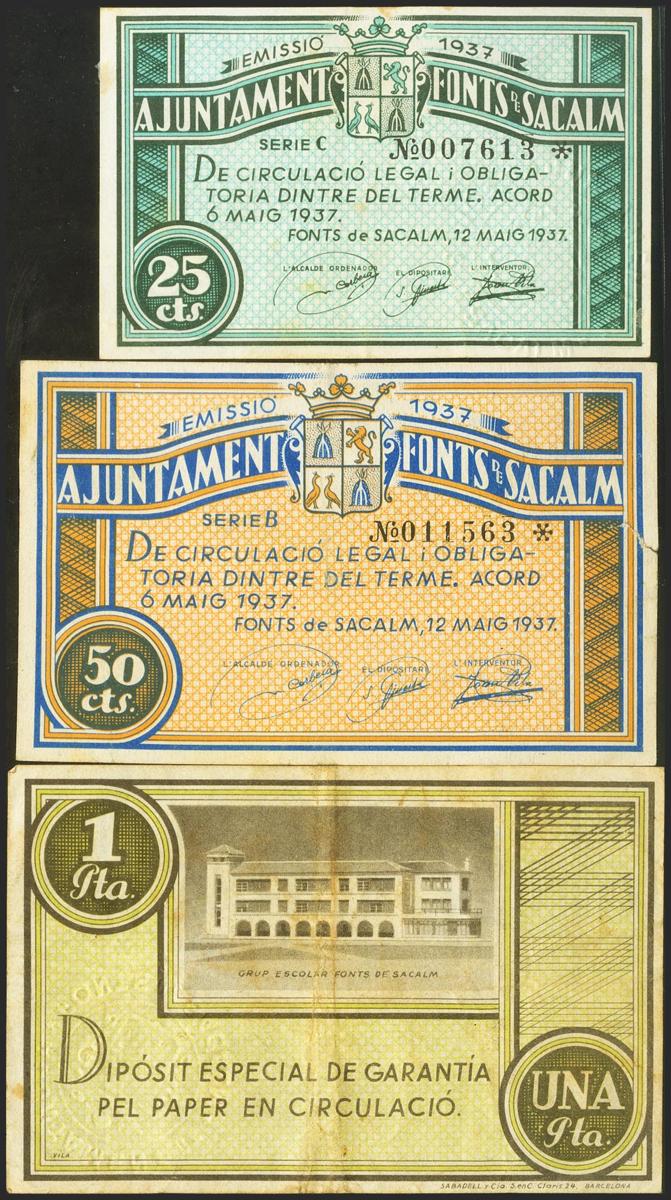 EMISSIÓ 1937
AJUNTAMENT FONTS DE SACALM
SERIE C № 007613 *
DE CIRCULACIÓ LEGAL i OBLIGA-
TORIA DINTRE DEL TERME. ACORD
6 MAIG 1937.
FONTS de SACALM, 12 MAIG 1937.
L'ALCALDE ORDENADOR EL DIPOSITARI L'INTERVENTOR
25
cts.
EMISSIÓ 1937
AJUNTAMENT FONTS DE SACALM
SERIE B № 011563 *
DE CIRCULACIÓ LEGAL i OBLIGA-
TORIA DINTRE DEL TERME. ACORD
6 MAIG 1937.
FONTS de SACALM, 12 MAIG 1937.
L'ALCALDE ORDENADOR EL DIPOSITARI L'INTERVENTOR
50
cts.
1
Pta.
GRUP ESCOLAR FONTS DE SACALM
DIPÓSIT ESPECIAL DE GARANTÍA
PEL PAPER EN CIRCULACIÓ.
UNA
Pta.
VILA
SABADELL y Cia. S. en C. Claris 24, BARCELONA